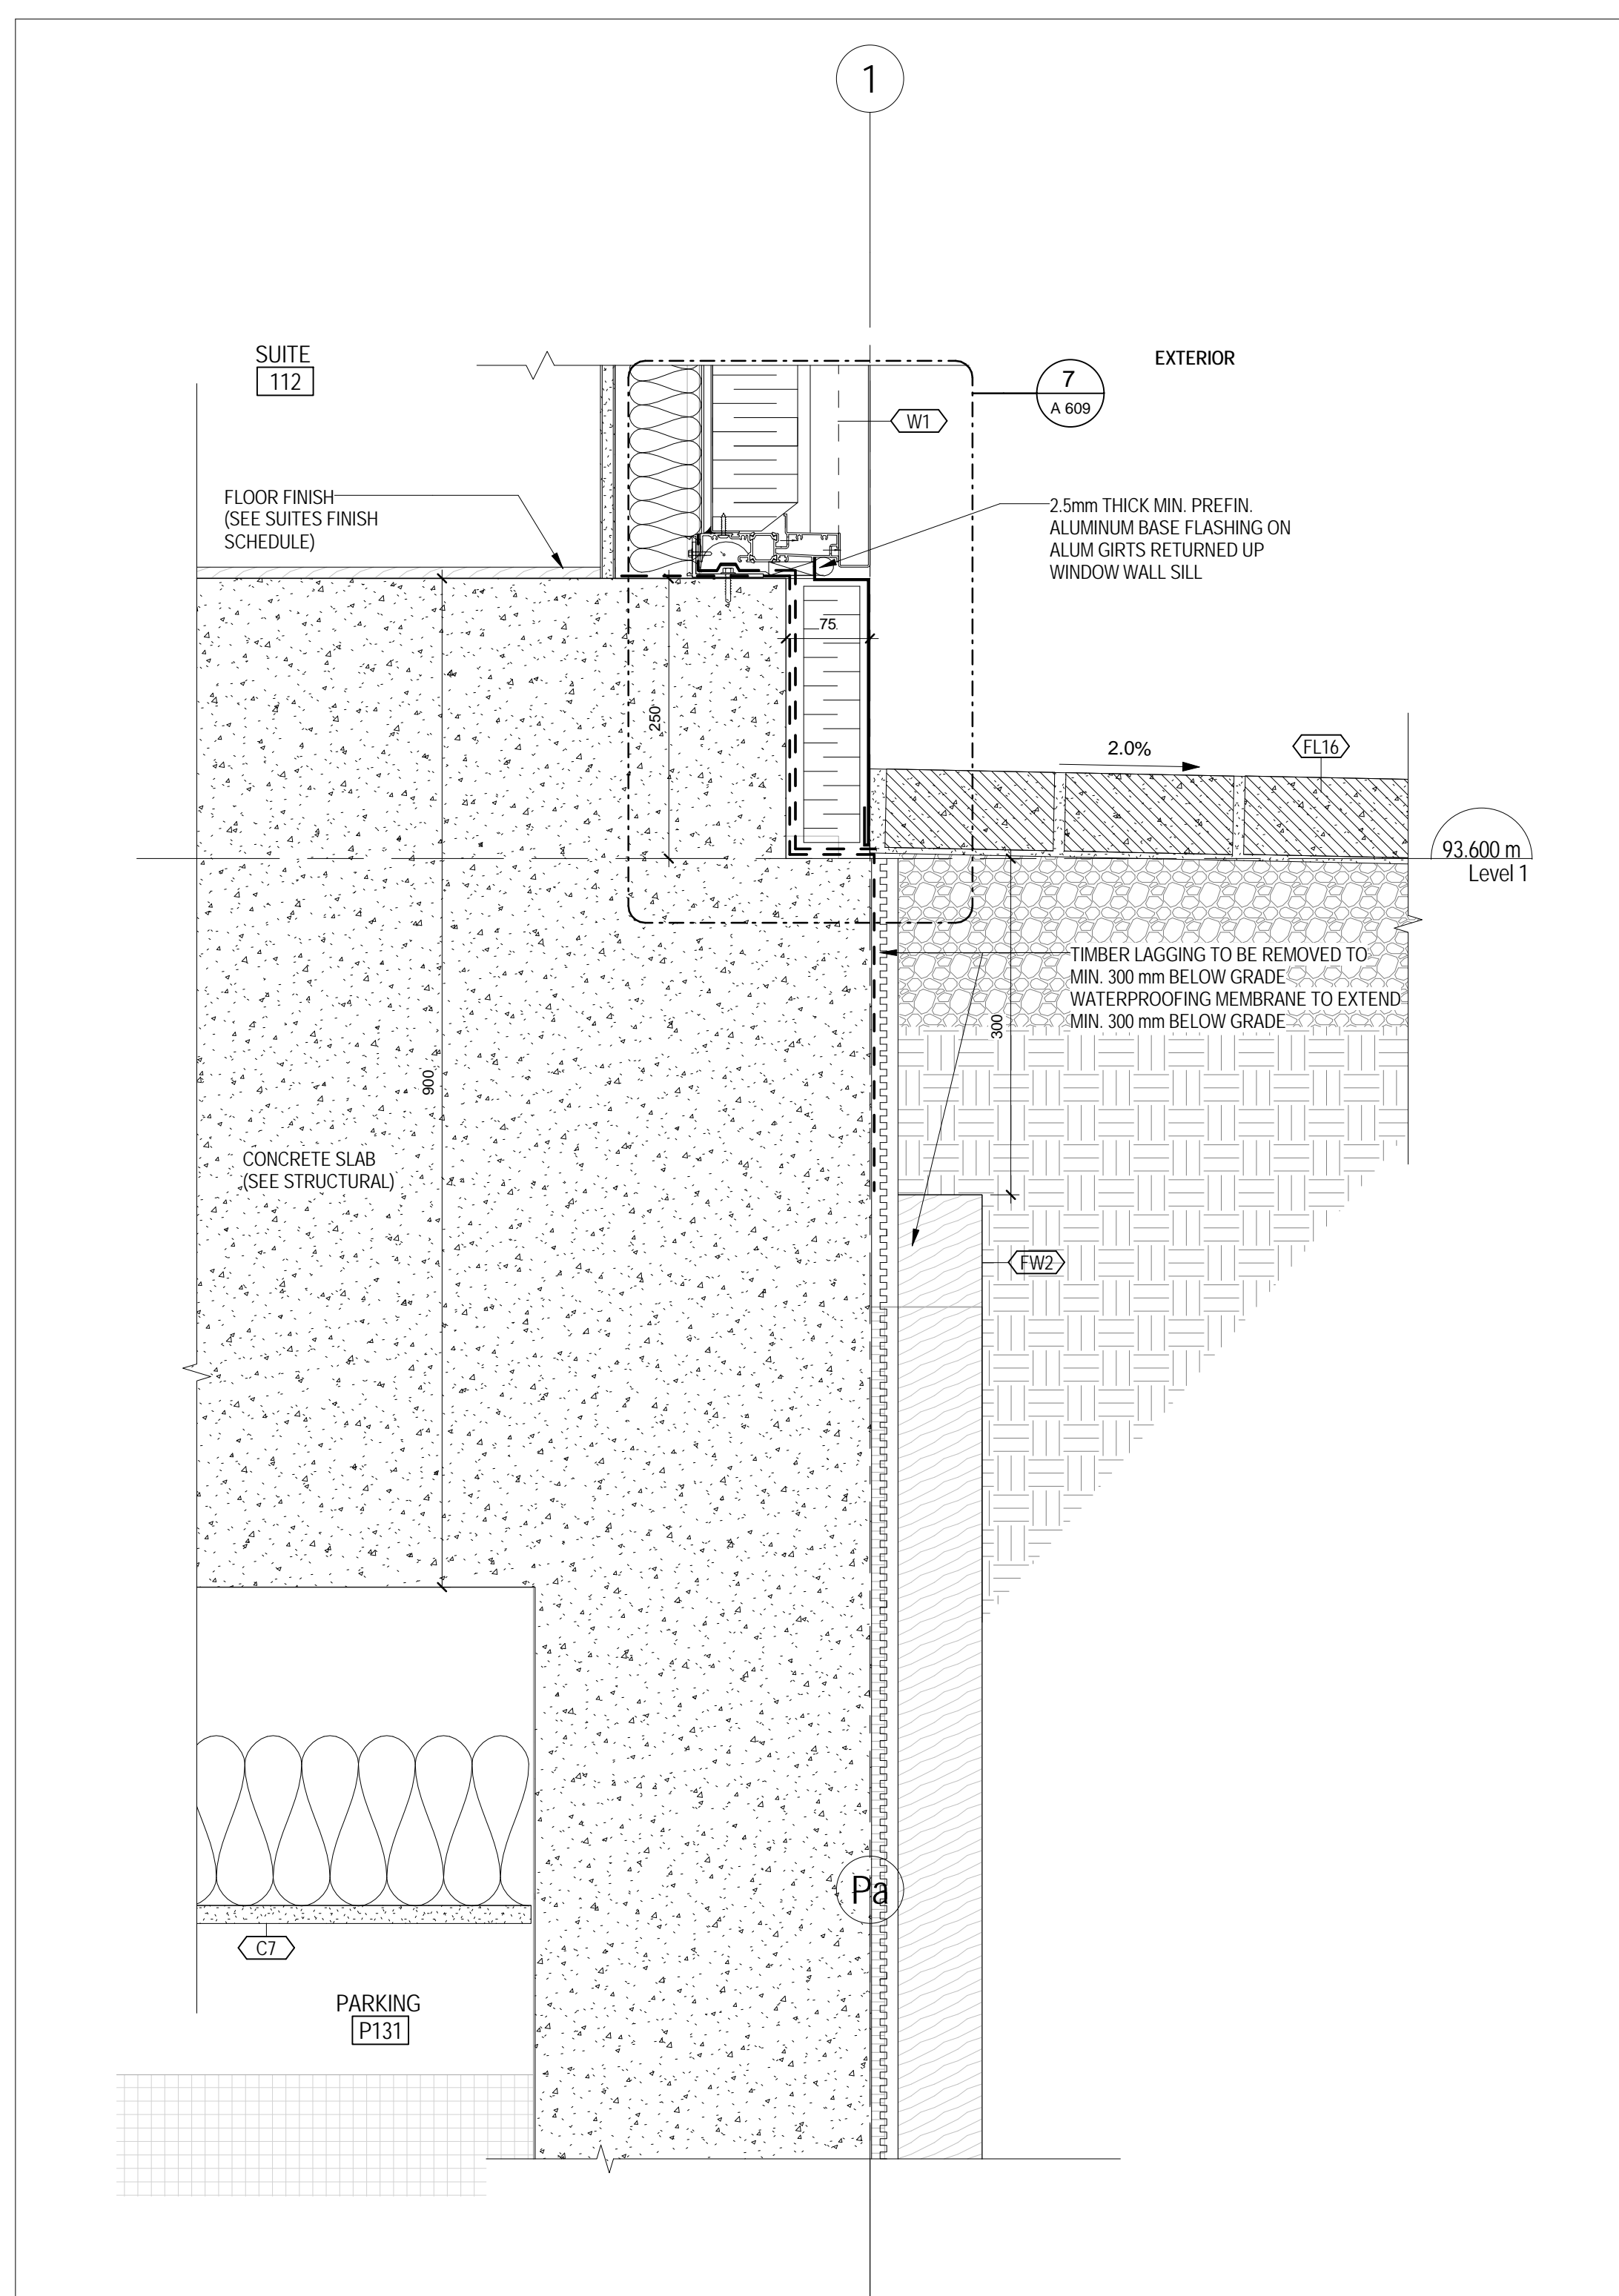 1
SUITE
112
EXTERIOR
7
A 609
W1
FLOOR FINISH
(SEE SUITES FINISH
SCHEDULE)
2.5mm THICK MIN. PREFIN.
ALUMINUM BASE FLASHING ON
ALUM GIRTS RETURNED UP
WINDOW WALL SILL
75
250
2.0%
FL16
93.600 m
Level 1
TIMBER LAGGING TO BE REMOVED TO
MIN. 300 mm BELOW GRADE
WATERPROOFING MEMBRANE TO EXTEND
MIN. 300 mm BELOW GRADE
300
900
CONCRETE SLAB
(SEE STRUCTURAL)
FW2
Pa
C7
PARKING
P131